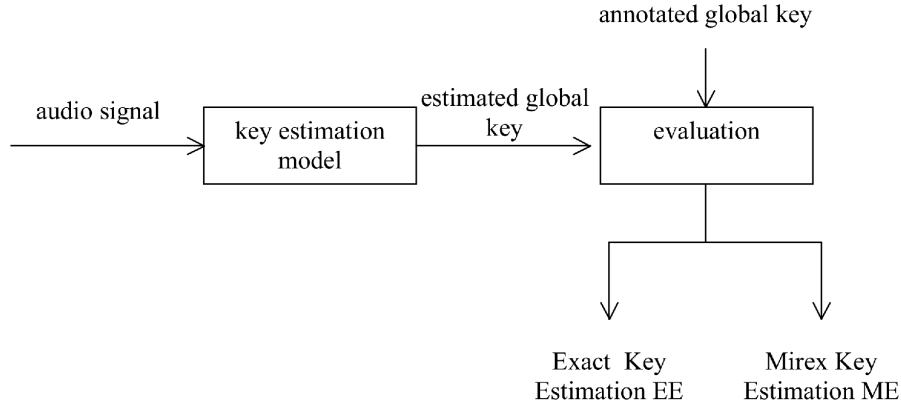 annotated global key
audio signal
estimated global
key
key estimation
model
evaluation
Exact Key
Estimation EE
Mirex Key
Estimation ME